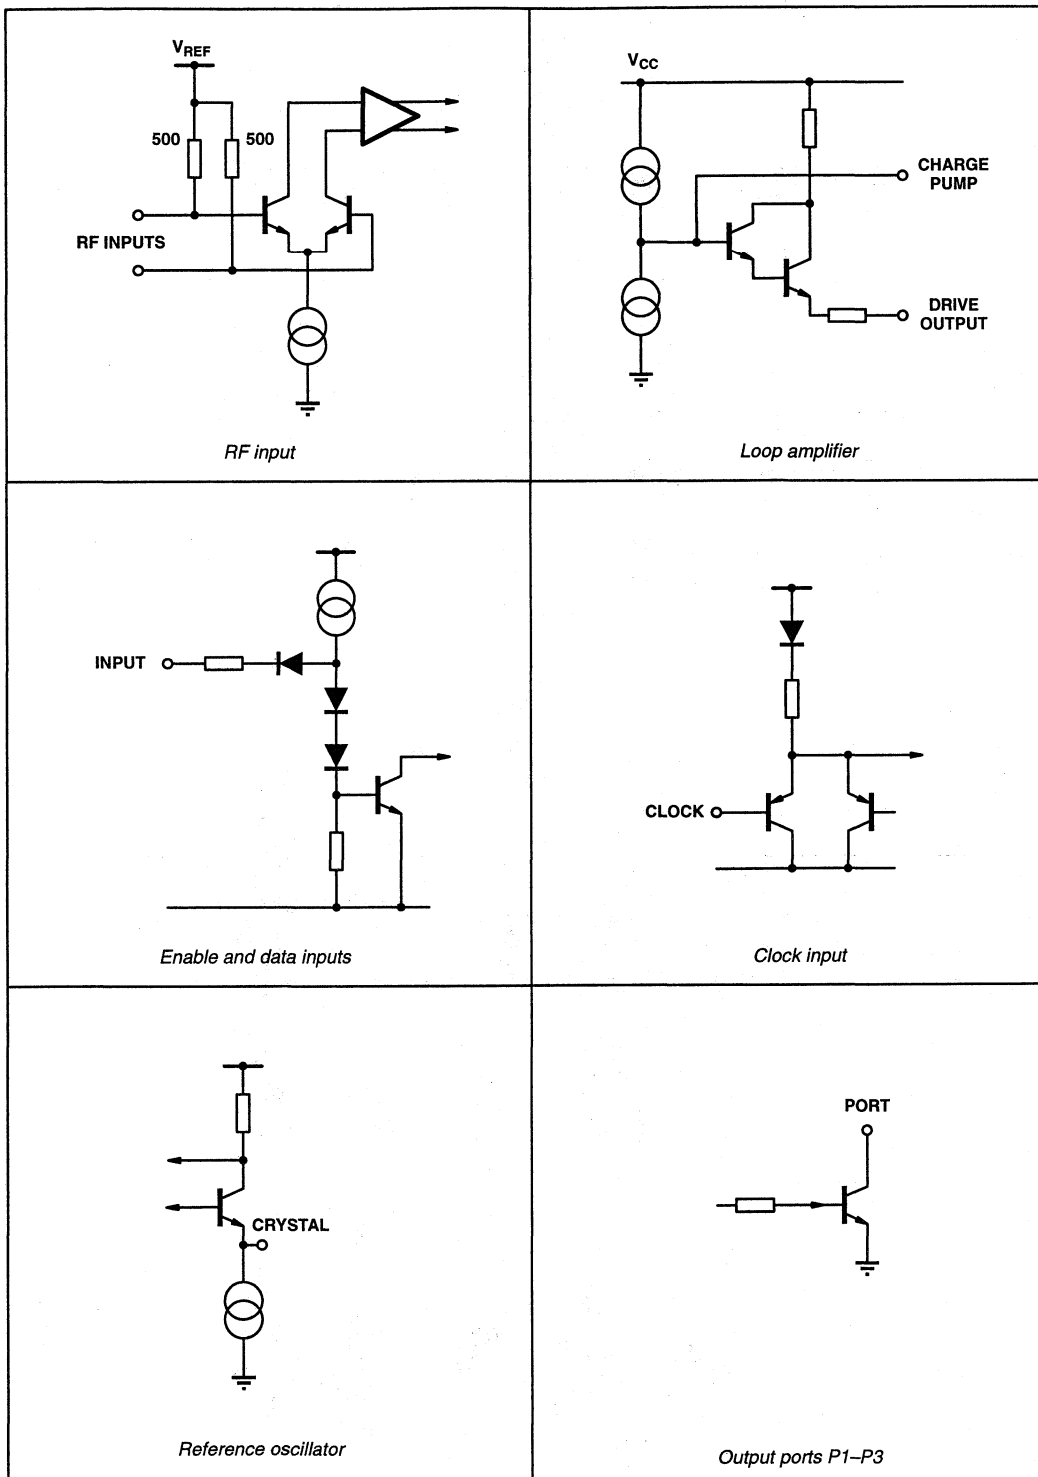 VREF
500
500
RF INPUTS
RF input
VCC
CHARGE
PUMP
DRIVE
OUTPUT
Loop amplifier
INPUT
Enable and data inputs
CLOCK
Clock input
CRYSTAL
Reference oscillator
PORT
Output ports P1–P3